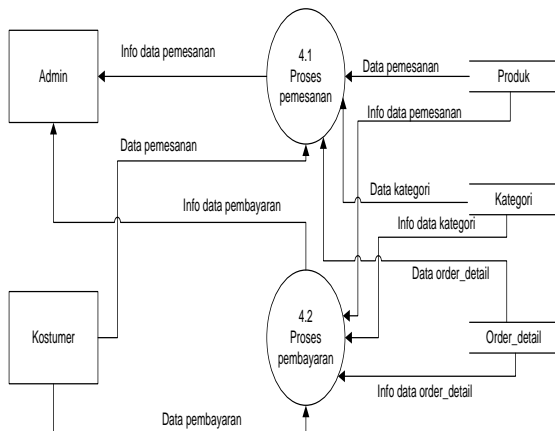 4.1
Proses
pemesanan
Admin
Info data pemesanan
Data pemesanan
Produk
Info data pemesanan
Data pemesanan
Data kategori
Kategori
Info data pembayaran
Info data kategori
Data order_detail
4.2
Proses
pembayaran
Kostumer
Order_detail
Info data order_detail
Data pembayaran